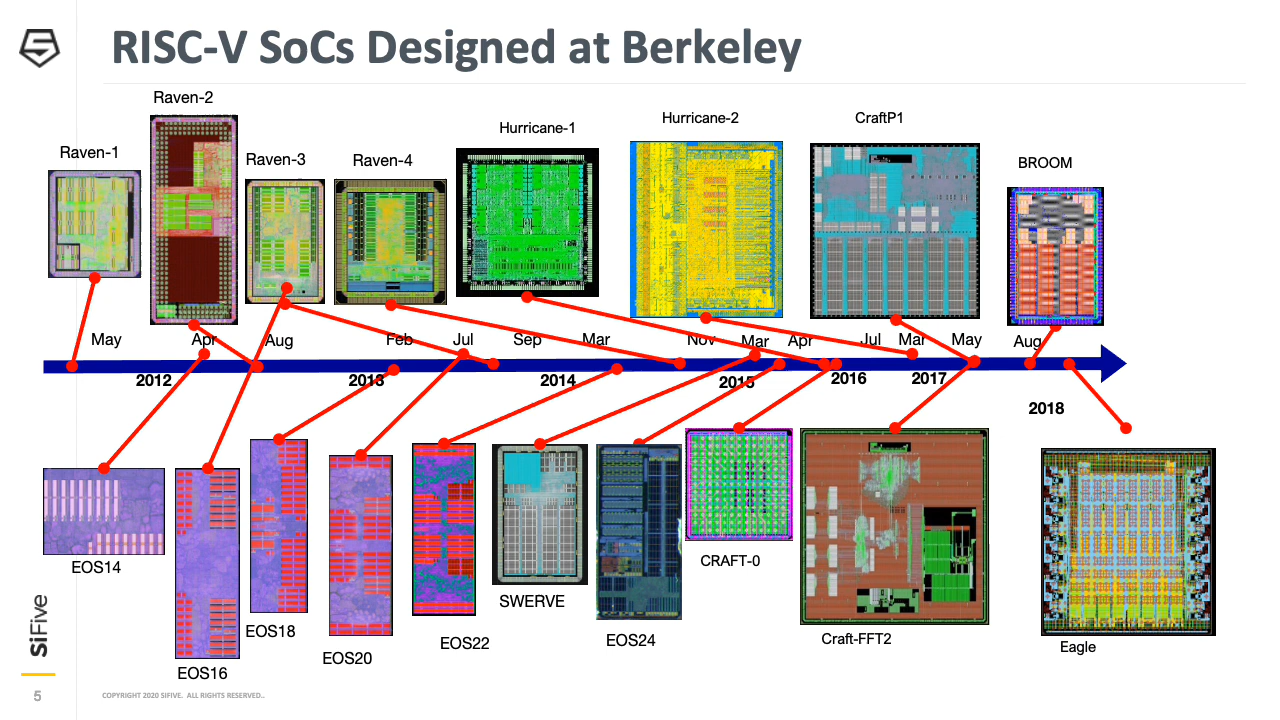 RISC-V SoCs Designed at Berkeley
Raven-1
Raven-2
Raven-3
Raven-4
Hurricane-1
Hurricane-2
CraftP1
BROOM
May
Apr
Aug
Feb
Jul
Sep
Mar
Nov
Mar
Apr
Jul
Mar
May
Aug
2012
2013
2014
2015
2016
2017
2018
EOS14
EOS16
EOS18
EOS20
EOS22
SWERVE
EOS24
CRAFT-0
Craft-FFT2
Eagle
SiFive
5
COPYRIGHT 2020 SIFIVE. ALL RIGHTS RESERVED..